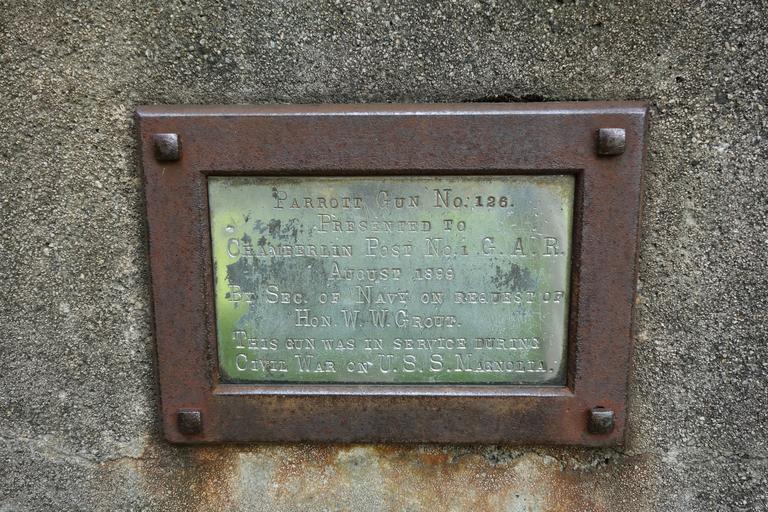 PARROTT GUN NO. 126.
PRESENTED TO
CHAMBERLIN POST NO. 1. G. A. R.
AUGUST 1899
BY SEC. OF NAVY ON REQUEST OF
HON. W. W. GROUT.
THIS GUN WAS IN SERVICE DURING
CIVIL WAR ON U. S. S. MAGNOLIA.